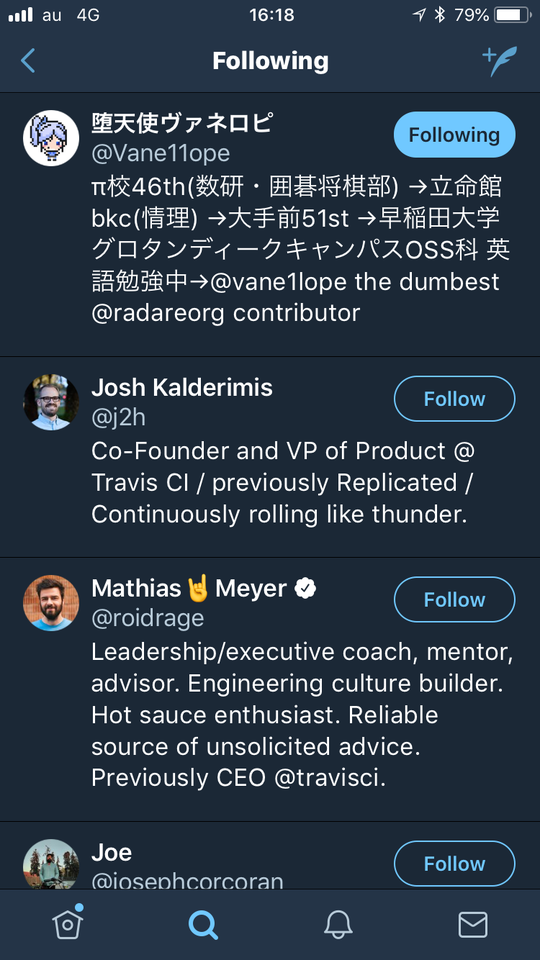 au 4G 16:18 79%
Following
堕天使ヴァネロピ
Following
@Vane11ope
π校46th(数研・囲碁将棋部) →立命館
bkc(情理) →大手前51st →早稲田大学
グロタンディークキャンパスOSS科 英
語勉強中→@vane1lope the dumbest
@radareorg contributor
Josh Kalderimis
Follow
@j2h
Co-Founder and VP of Product @
Travis CI / previously Replicated /
Continuously rolling like thunder.
Mathias🤘Meyer
Follow
@roidrage
Leadership/executive coach, mentor,
advisor. Engineering culture builder.
Hot sauce enthusiast. Reliable
source of unsolicited advice.
Previously CEO @travisci.
Joe
Follow
@josephcorcoran